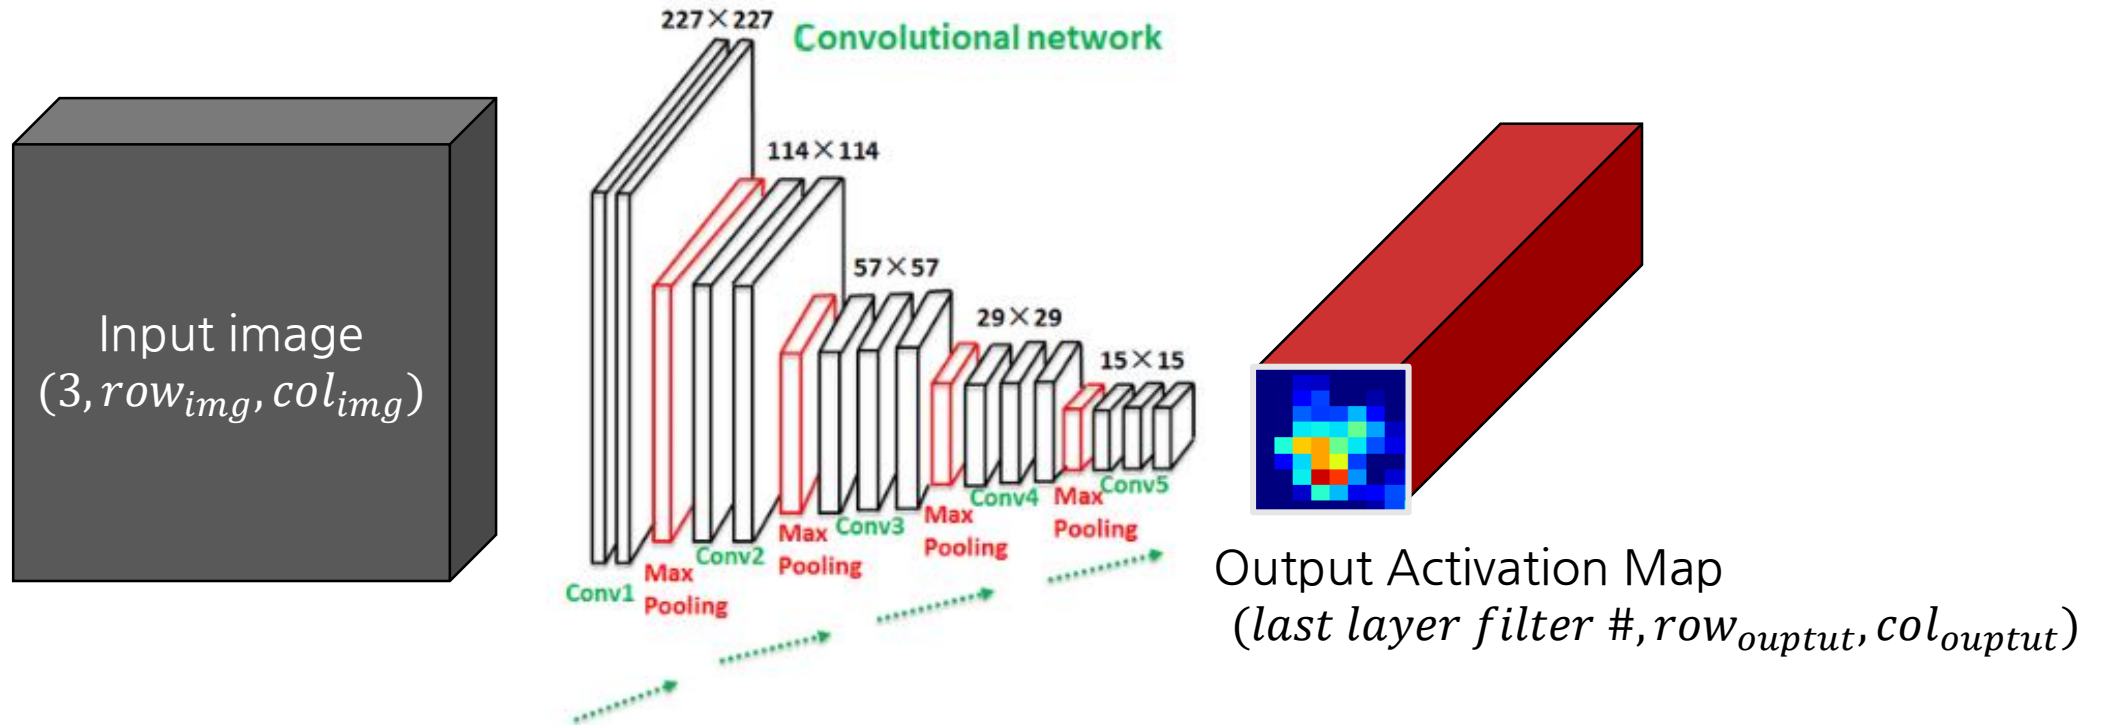 Input image
(3, row_img, col_img)
Convolutional network
227×227
114×114
57×57
29×29
15×15
Conv1
Max
Pooling
Conv2
Max
Pooling
Conv3
Max
Pooling
Conv4
Max
Pooling
Conv5
Output Activation Map
(last layer filter #, row_ouptut, col_ouptut)